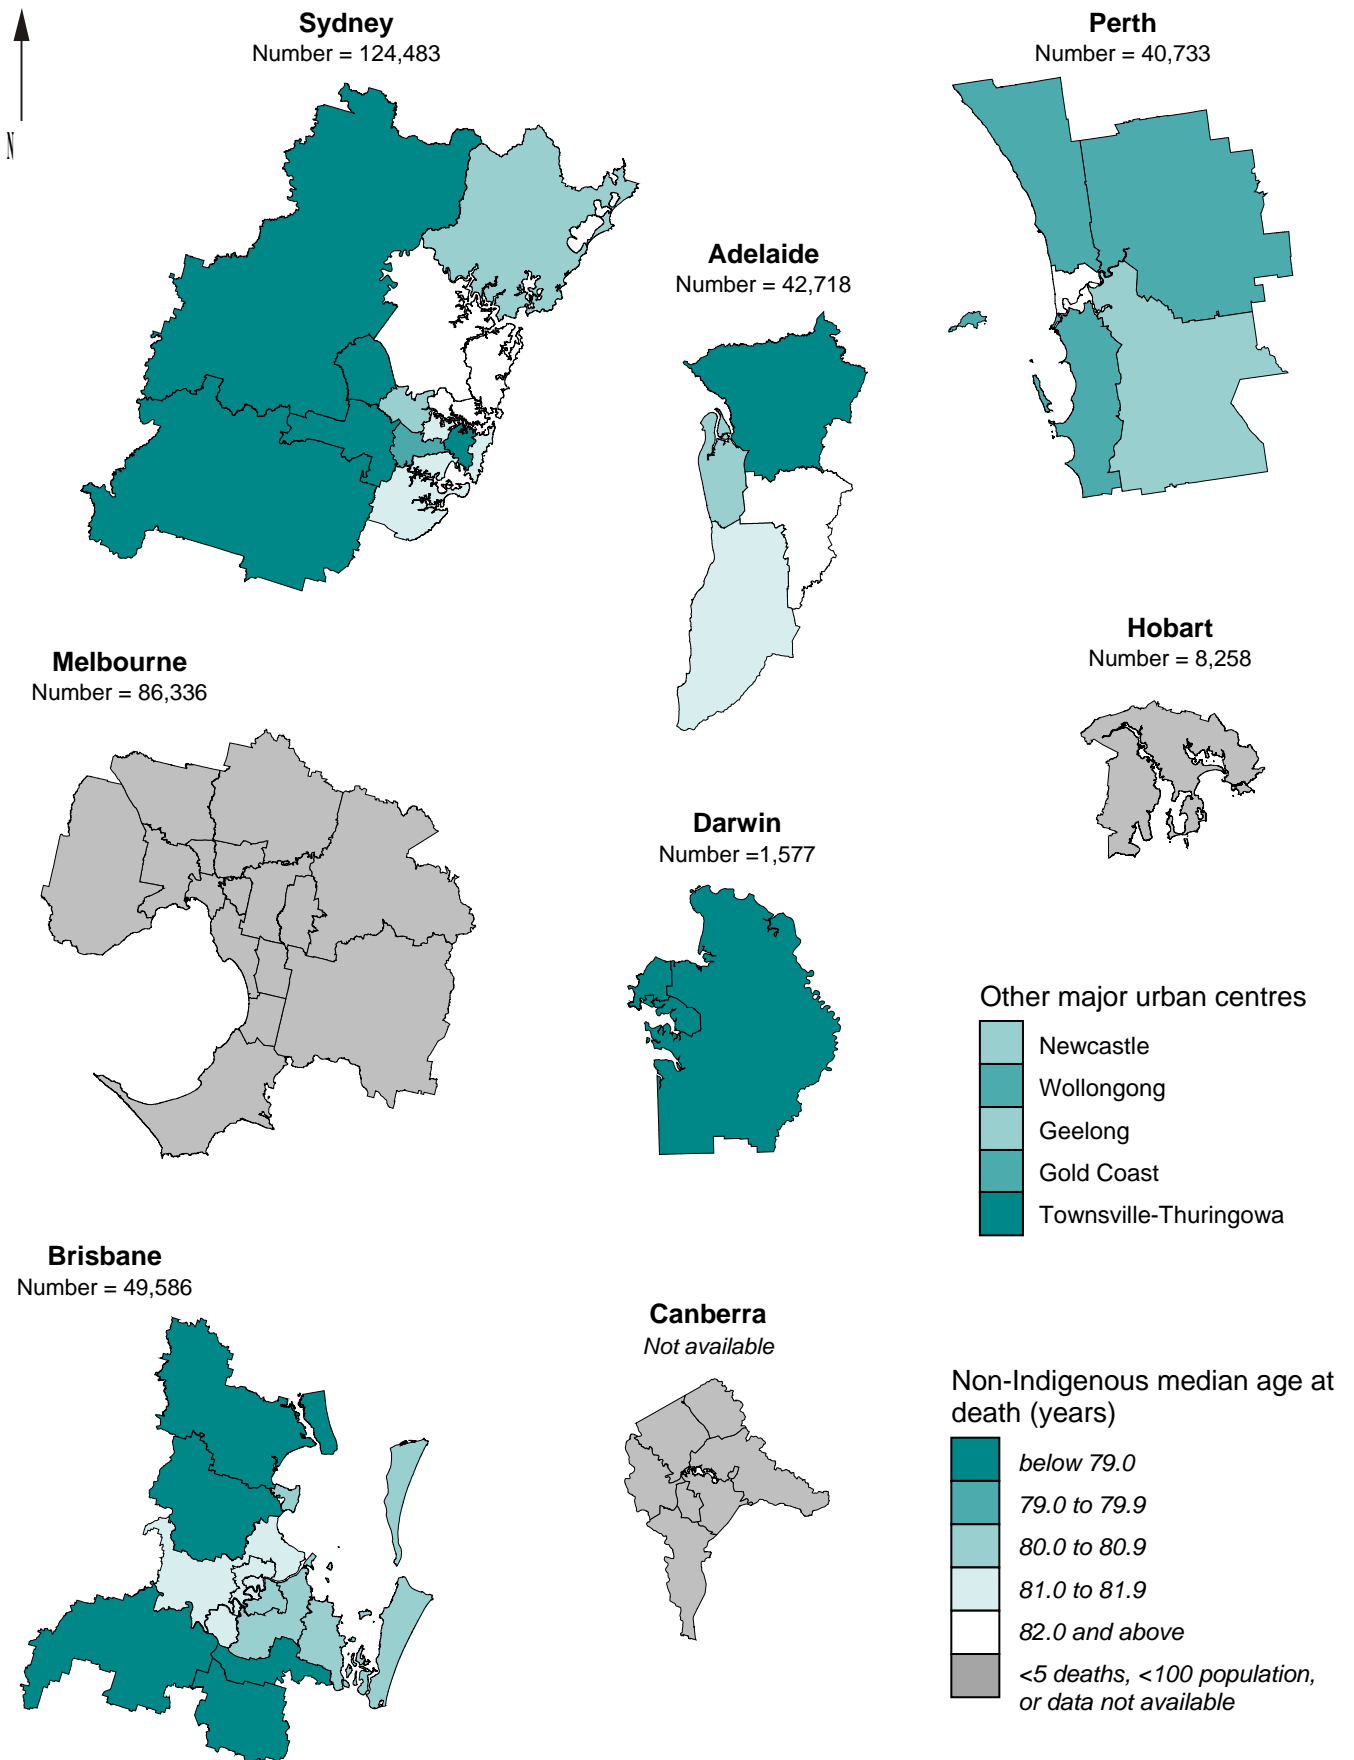 Sydney
Number = 124,483
Perth
Number = 40,733
N
Adelaide
Number = 42,718
Hobart
Number = 8,258
Melbourne
Number = 86,336
Darwin
Number =1,577
Other major urban centres
Newcastle
Wollongong
Geelong
Gold Coast
Townsville-Thuringowa
Brisbane
Number = 49,586
Canberra
Not available
Non-Indigenous median age at
death (years)
below 79.0
79.0 to 79.9
80.0 to 80.9
81.0 to 81.9
82.0 and above
<5 deaths, <100 population,
or data not available